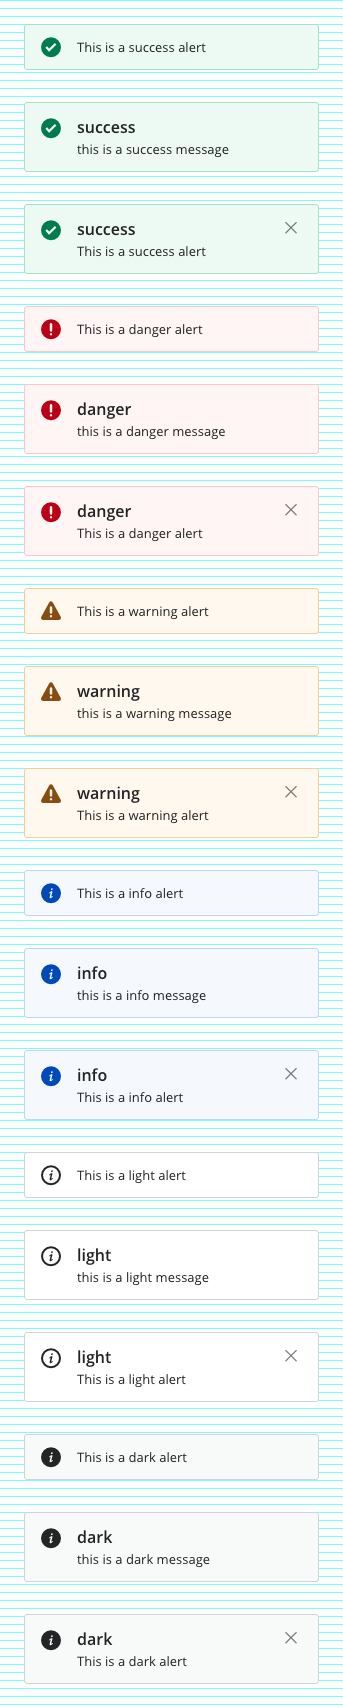 This is a success alert
success
this is a success message
success
This is a success alert
This is a danger alert
danger
this is a danger message
danger
This is a danger alert
This is a warning alert
warning
this is a warning message
warning
This is a warning alert
This is a info alert
info
this is a info message
info
This is a info alert
This is a light alert
light
this is a light message
light
This is a light alert
This is a dark alert
dark
this is a dark message
dark
This is a dark alert